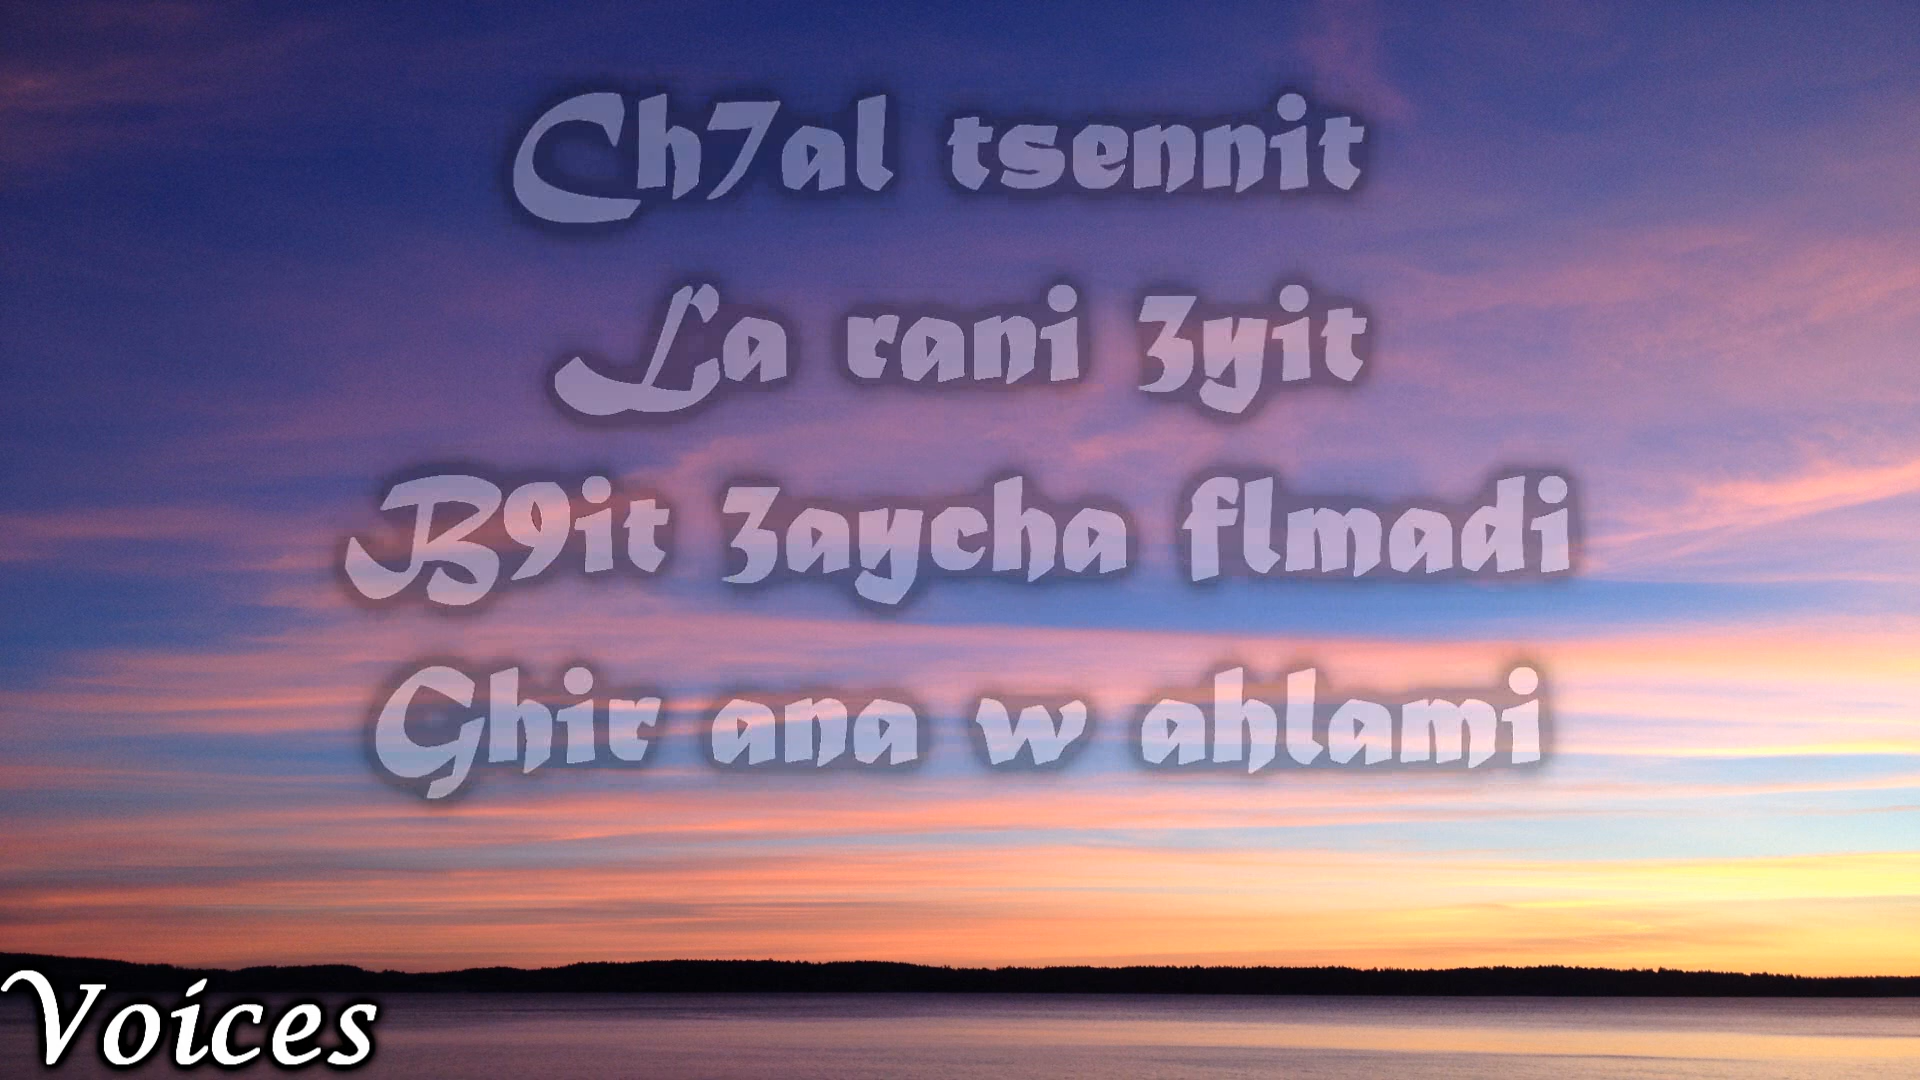 Ch7al tsennit
La rani 3yit
B9it 3aycha flmadi
Ghir ana w ahlami
Voices